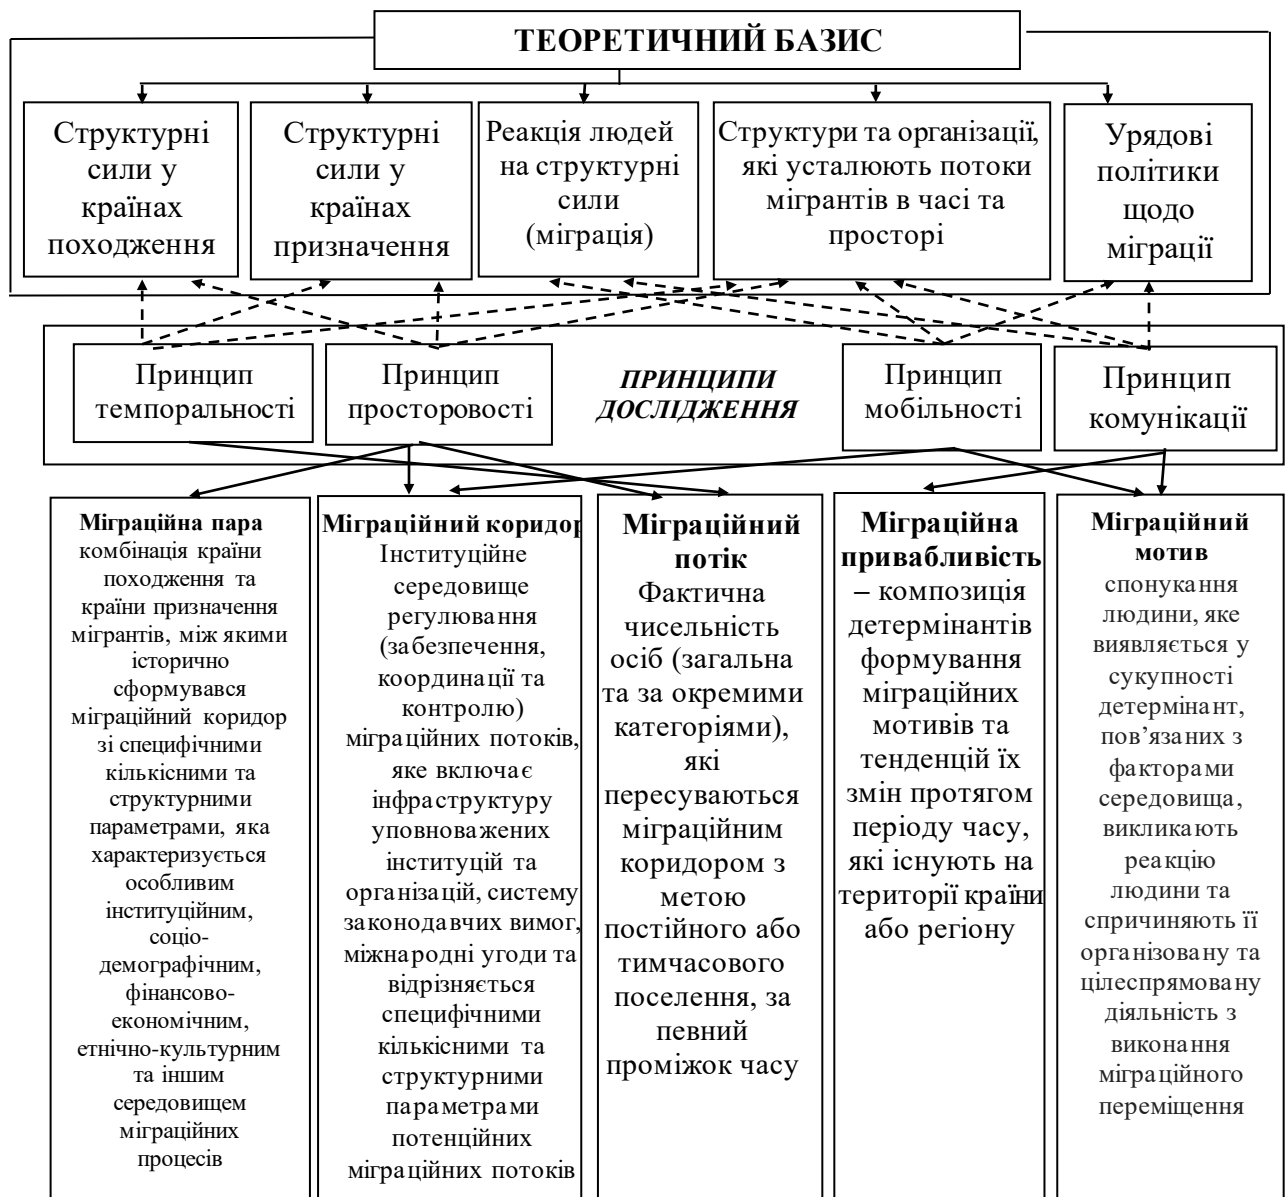 ТЕОРЕТИЧНИЙ БАЗИС
Структурні
сили у
країнах
походження
Структурні
сили у
країнах
призначення
Реакція людей
на структурні
сили
(міграція)
Структури та організації,
які усталюють потоки
мігрантів в часі та
просторі
Урядові
політики
щодо
міграції
Принцип
темпоральності
Принцип
просторовості
ПРИНЦИПИ
ДОСЛІДЖЕННЯ
Принцип
мобільності
Принцип
комунікації
Міграційна пара
комбінація країни
походження та
країни призначення
мігрантів, між якими
історично
сформувався
міграційний коридор
зі специфічними
кількісними та
структурними
параметрами, яка
характеризується
особливим
інституційним,
соціо-
демографічним,
фінансово-
економічним,
етнічно-культурним
та іншим
середовищем
міграційних
процесів
Міграційний коридор
Інституційне
середовище
регулювання
(забезпечення,
координації та
контролю)
міграційних потоків,
яке включає
інфраструктуру
уповноважених
інституцій та
організацій, систему
законодавчих вимог,
міжнародні угоди та
відрізняється
специфічними
кількісними та
структурними
параметрами
потенційних
міграційних потоків
Міграційний
потік
Фактична
чисельність
осіб (загальна
та за окремими
категоріями),
які
пересуваються
міграційним
коридором з
метою
постійного або
тимчасового
поселення, за
певний
проміжок часу
Міграційна
привабливість
– композиція
детермінантів
формування
міграційних
мотивів та
тенденцій їх
змін протягом
періоду часу,
які існують на
території країни
або регіону
Міграційний
мотив
спонукання
людини, яке
виявляється у
сукупності
детермінант,
пов’язаних з
факторами
середовища,
викликають
реакцію
людини та
спричиняють її
організовану та
цілеспрямовану
діяльність з
виконання
міграційного
переміщення